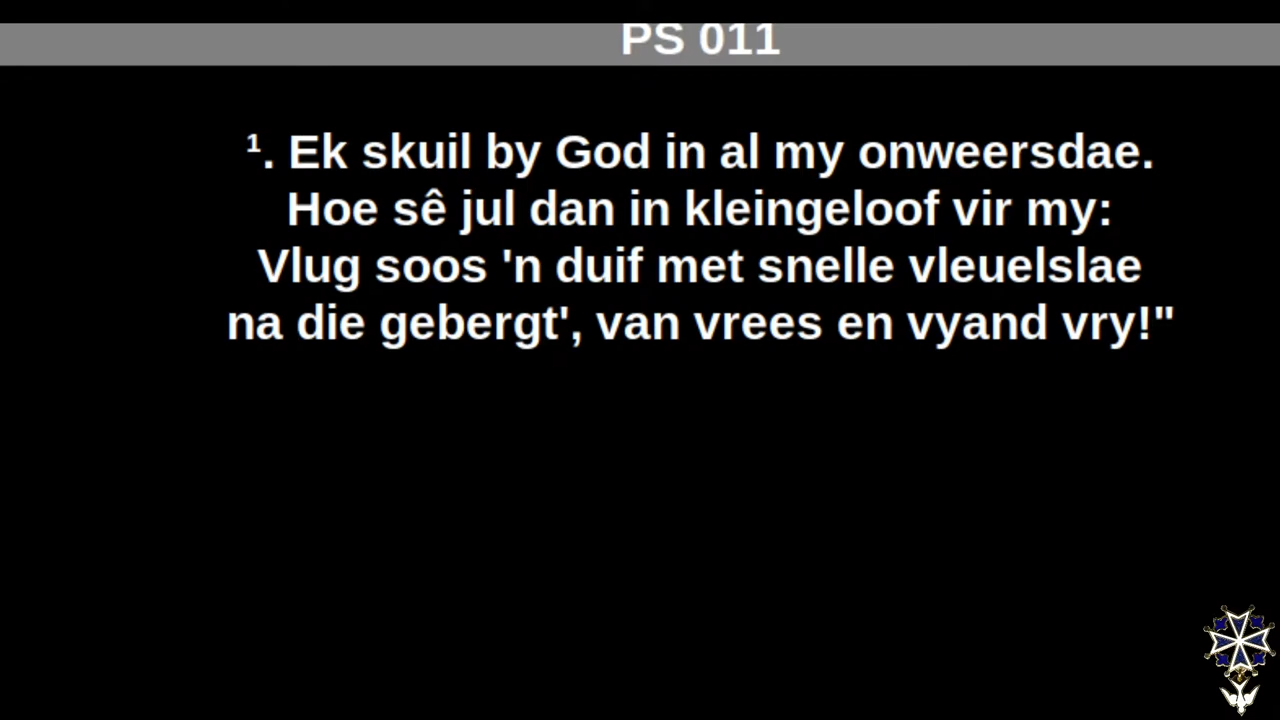 PS 011
¹. Ek skuil by God in al my onweersdae.
Hoe sê jul dan in kleingeloof vir my:
Vlug soos 'n duif met snelle vleuelslae
na die gebergt', van vrees en vyand vry!"